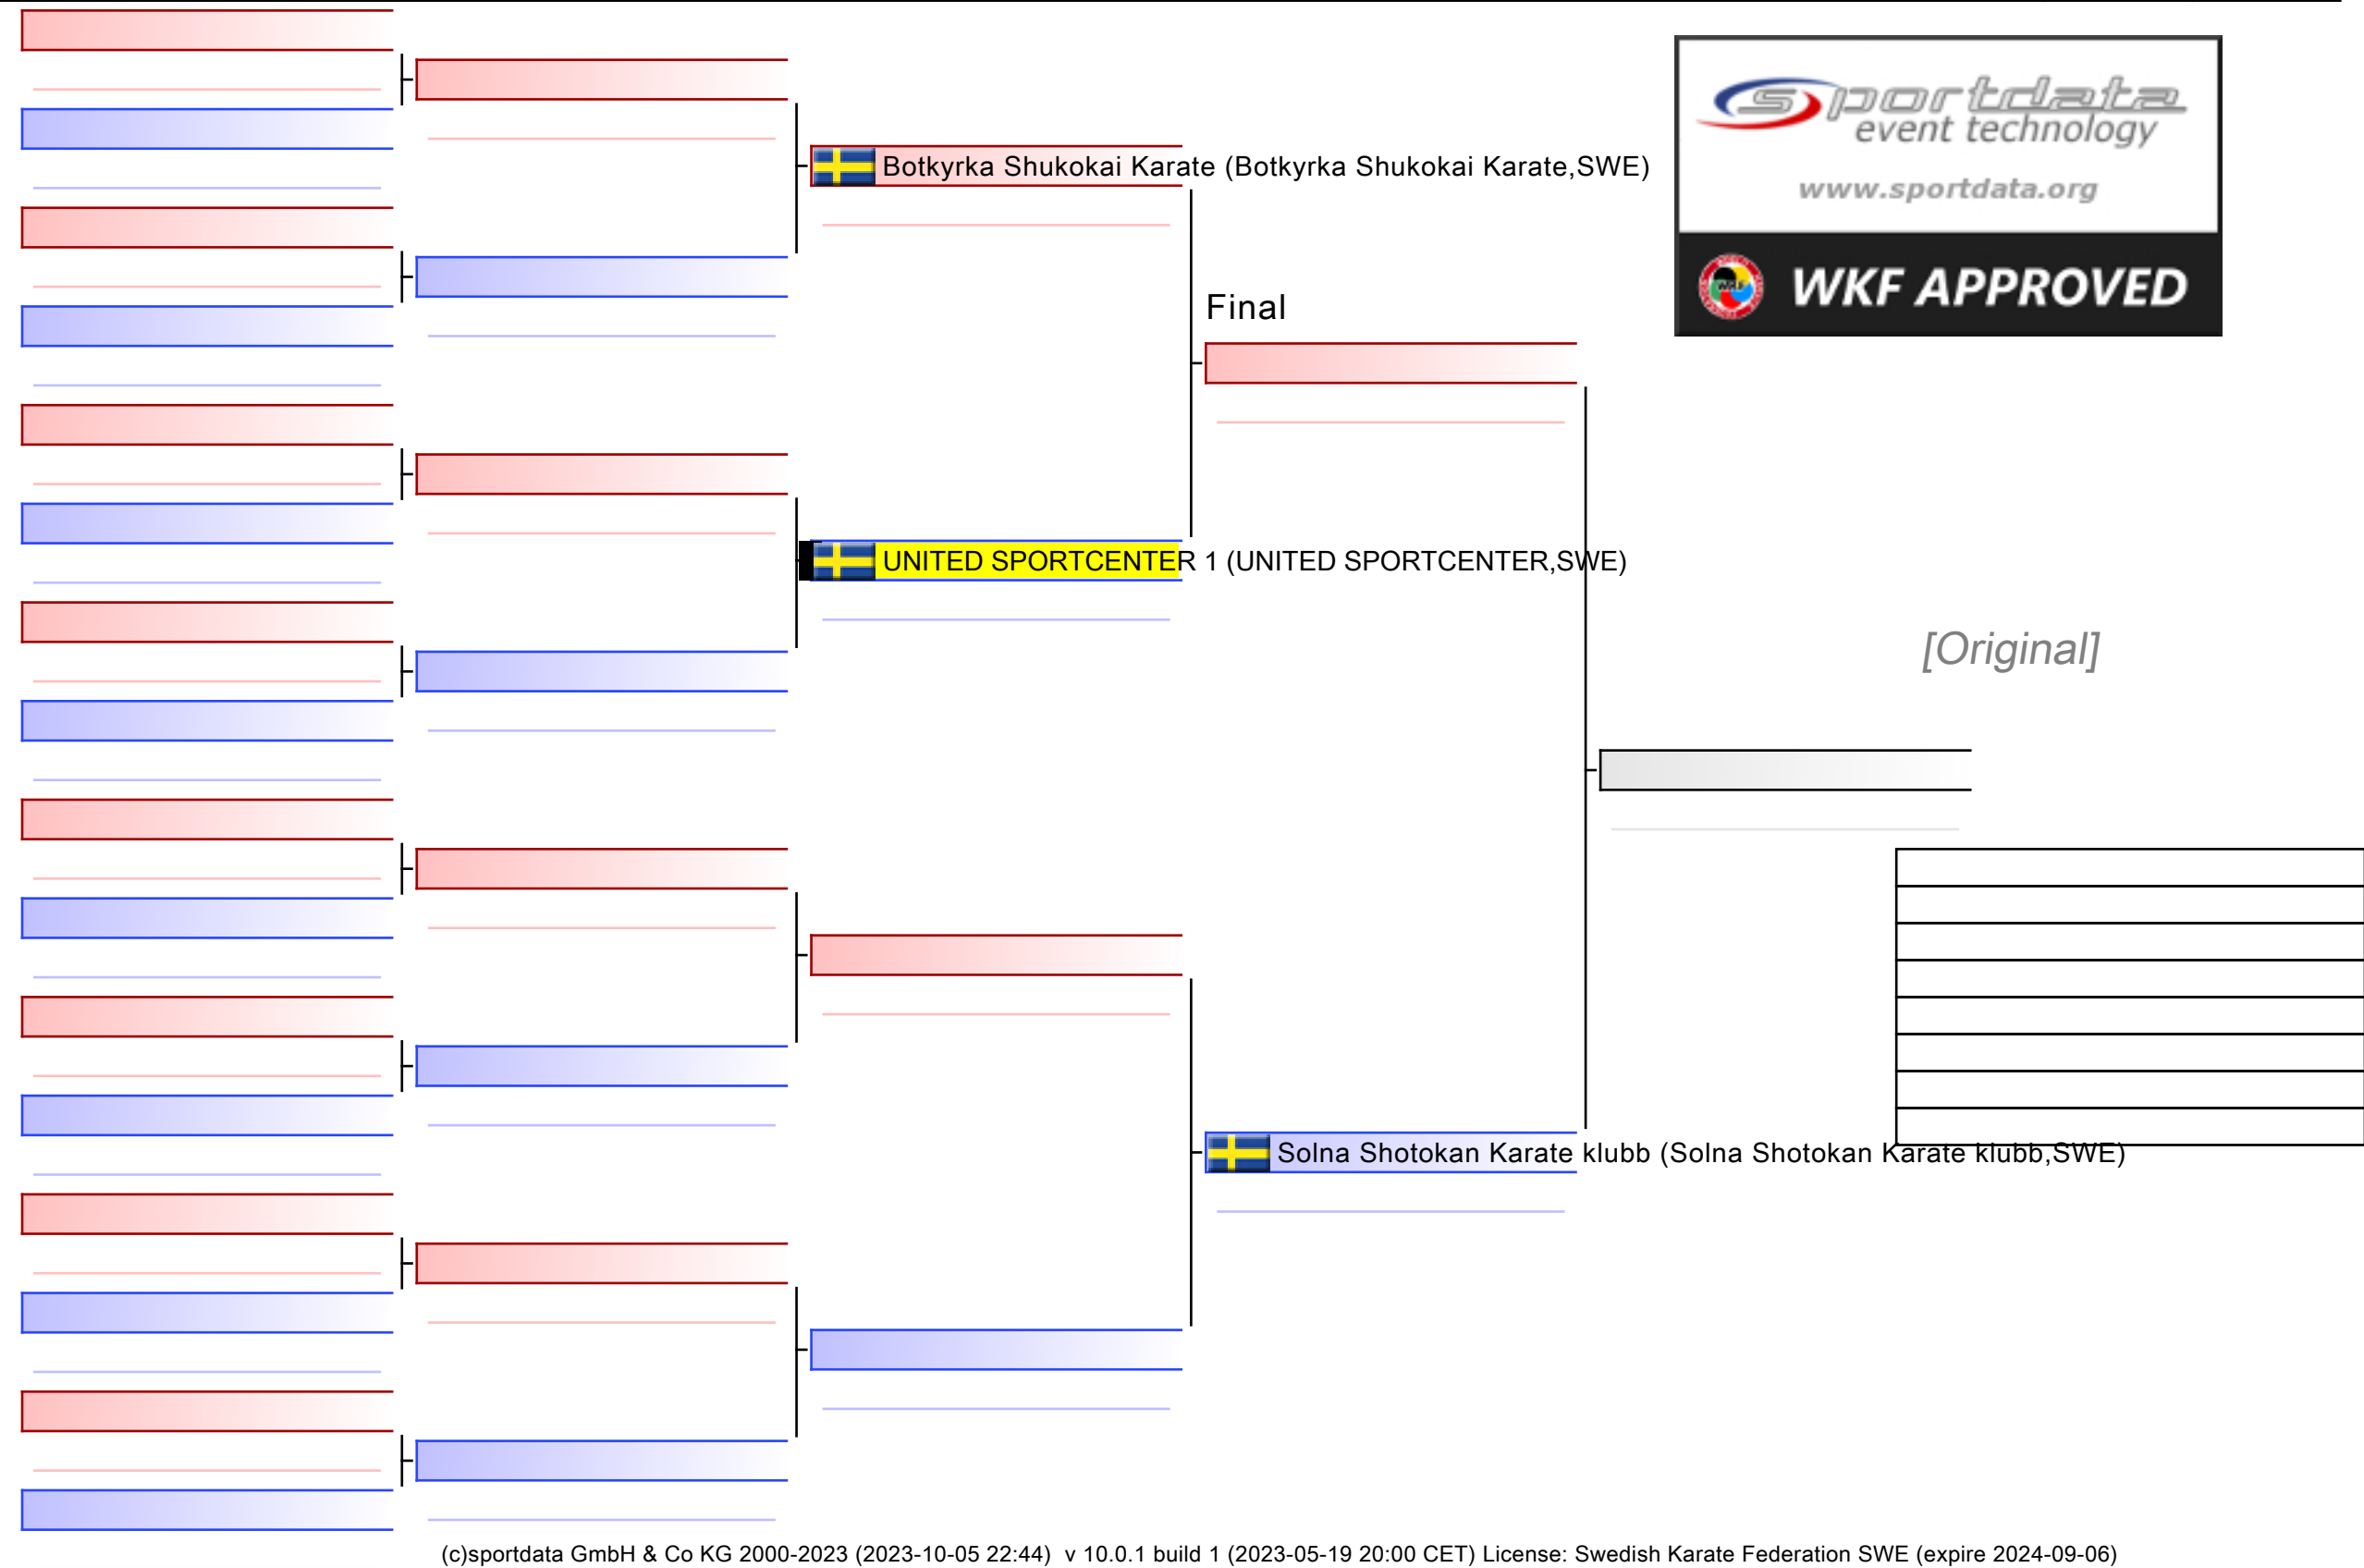 sportdata
event technology
www.sportdata.org
WKF APPROVED
Botkyrka Shukokai Karate (Botkyrka Shukokai Karate,SWE)
Final
UNITED SPORTCENTER 1 (UNITED SPORTCENTER,SWE)
[Original]
Solna Shotokan Karate klubb (Solna Shotokan Karate klubb,SWE)
(c)sportdata GmbH & Co KG 2000-2023 (2023-10-05 22:44) v 10.0.1 build 1 (2023-05-19 20:00 CET) License: Swedish Karate Federation SWE (expire 2024-09-06)